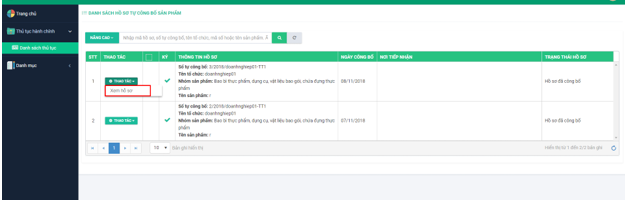 Trang chủ
DANH SÁCH HỒ SƠ TỰ CÔNG BỐ SẢN PHẨM
Thủ tục hành chính
Danh sách thủ tục
Danh mục
NÂNG CAO
Nhập mã hồ sơ, số tự công bố, tên tổ chức, mã số hoặc tên sản phẩm.
STT THAO TÁC KÝ THÔNG TIN HỒ SƠ NGÀY CÔNG BỐ NƠI TIẾP NHẬN TRẠNG THÁI HỒ SƠ
1 THAO TÁC
Xem hồ sơ
Số tự công bố: 2/2018/doanhnghiep01-TT1
Tên tổ chức: doanhnghiep01
Nhóm sản phẩm: Bao bì thực phẩm, dụng cụ, vật liệu bao gói, chứa đựng thực
phẩm
Tên sản phẩm: r
08/11/2018
Hồ sơ đã công bố
2 THAO TÁC
Số tự công bố: 2/2018/doanhnghiep01-TT1
Tên tổ chức: doanhnghiep01
Nhóm sản phẩm: Bao bì thực phẩm, dụng cụ, vật liệu bao gói, chứa đựng thực
phẩm
Tên sản phẩm: r
07/11/2018
Hồ sơ đã công bố
1
10 Bản ghi hiển thị
Hiển thị từ 1 đến 2/2 bản ghi